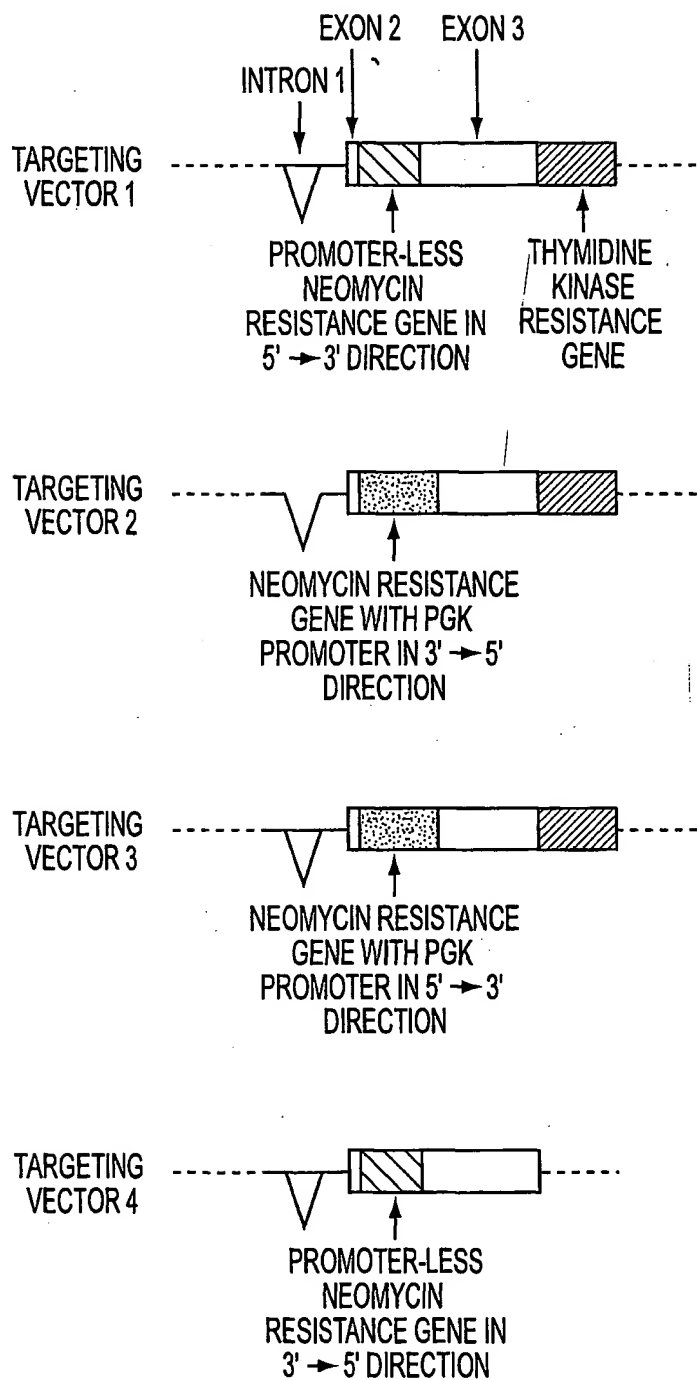 EXON 2 EXON 3
INTRON 1
TARGETING
VECTOR 1
PROMOTER-LESS
NEOMYCIN
RESISTANCE GENE IN
5' → 3' DIRECTION
THYMIDINE
KINASE
RESISTANCE
GENE
TARGETING
VECTOR 2
NEOMYCIN RESISTANCE
GENE WITH PGK
PROMOTER IN 3' → 5'
DIRECTION
TARGETING
VECTOR 3
NEOMYCIN RESISTANCE
GENE WITH PGK
PROMOTER IN 5' → 3'
DIRECTION
TARGETING
VECTOR 4
PROMOTER-LESS
NEOMYCIN
RESISTANCE GENE IN
3' → 5' DIRECTION